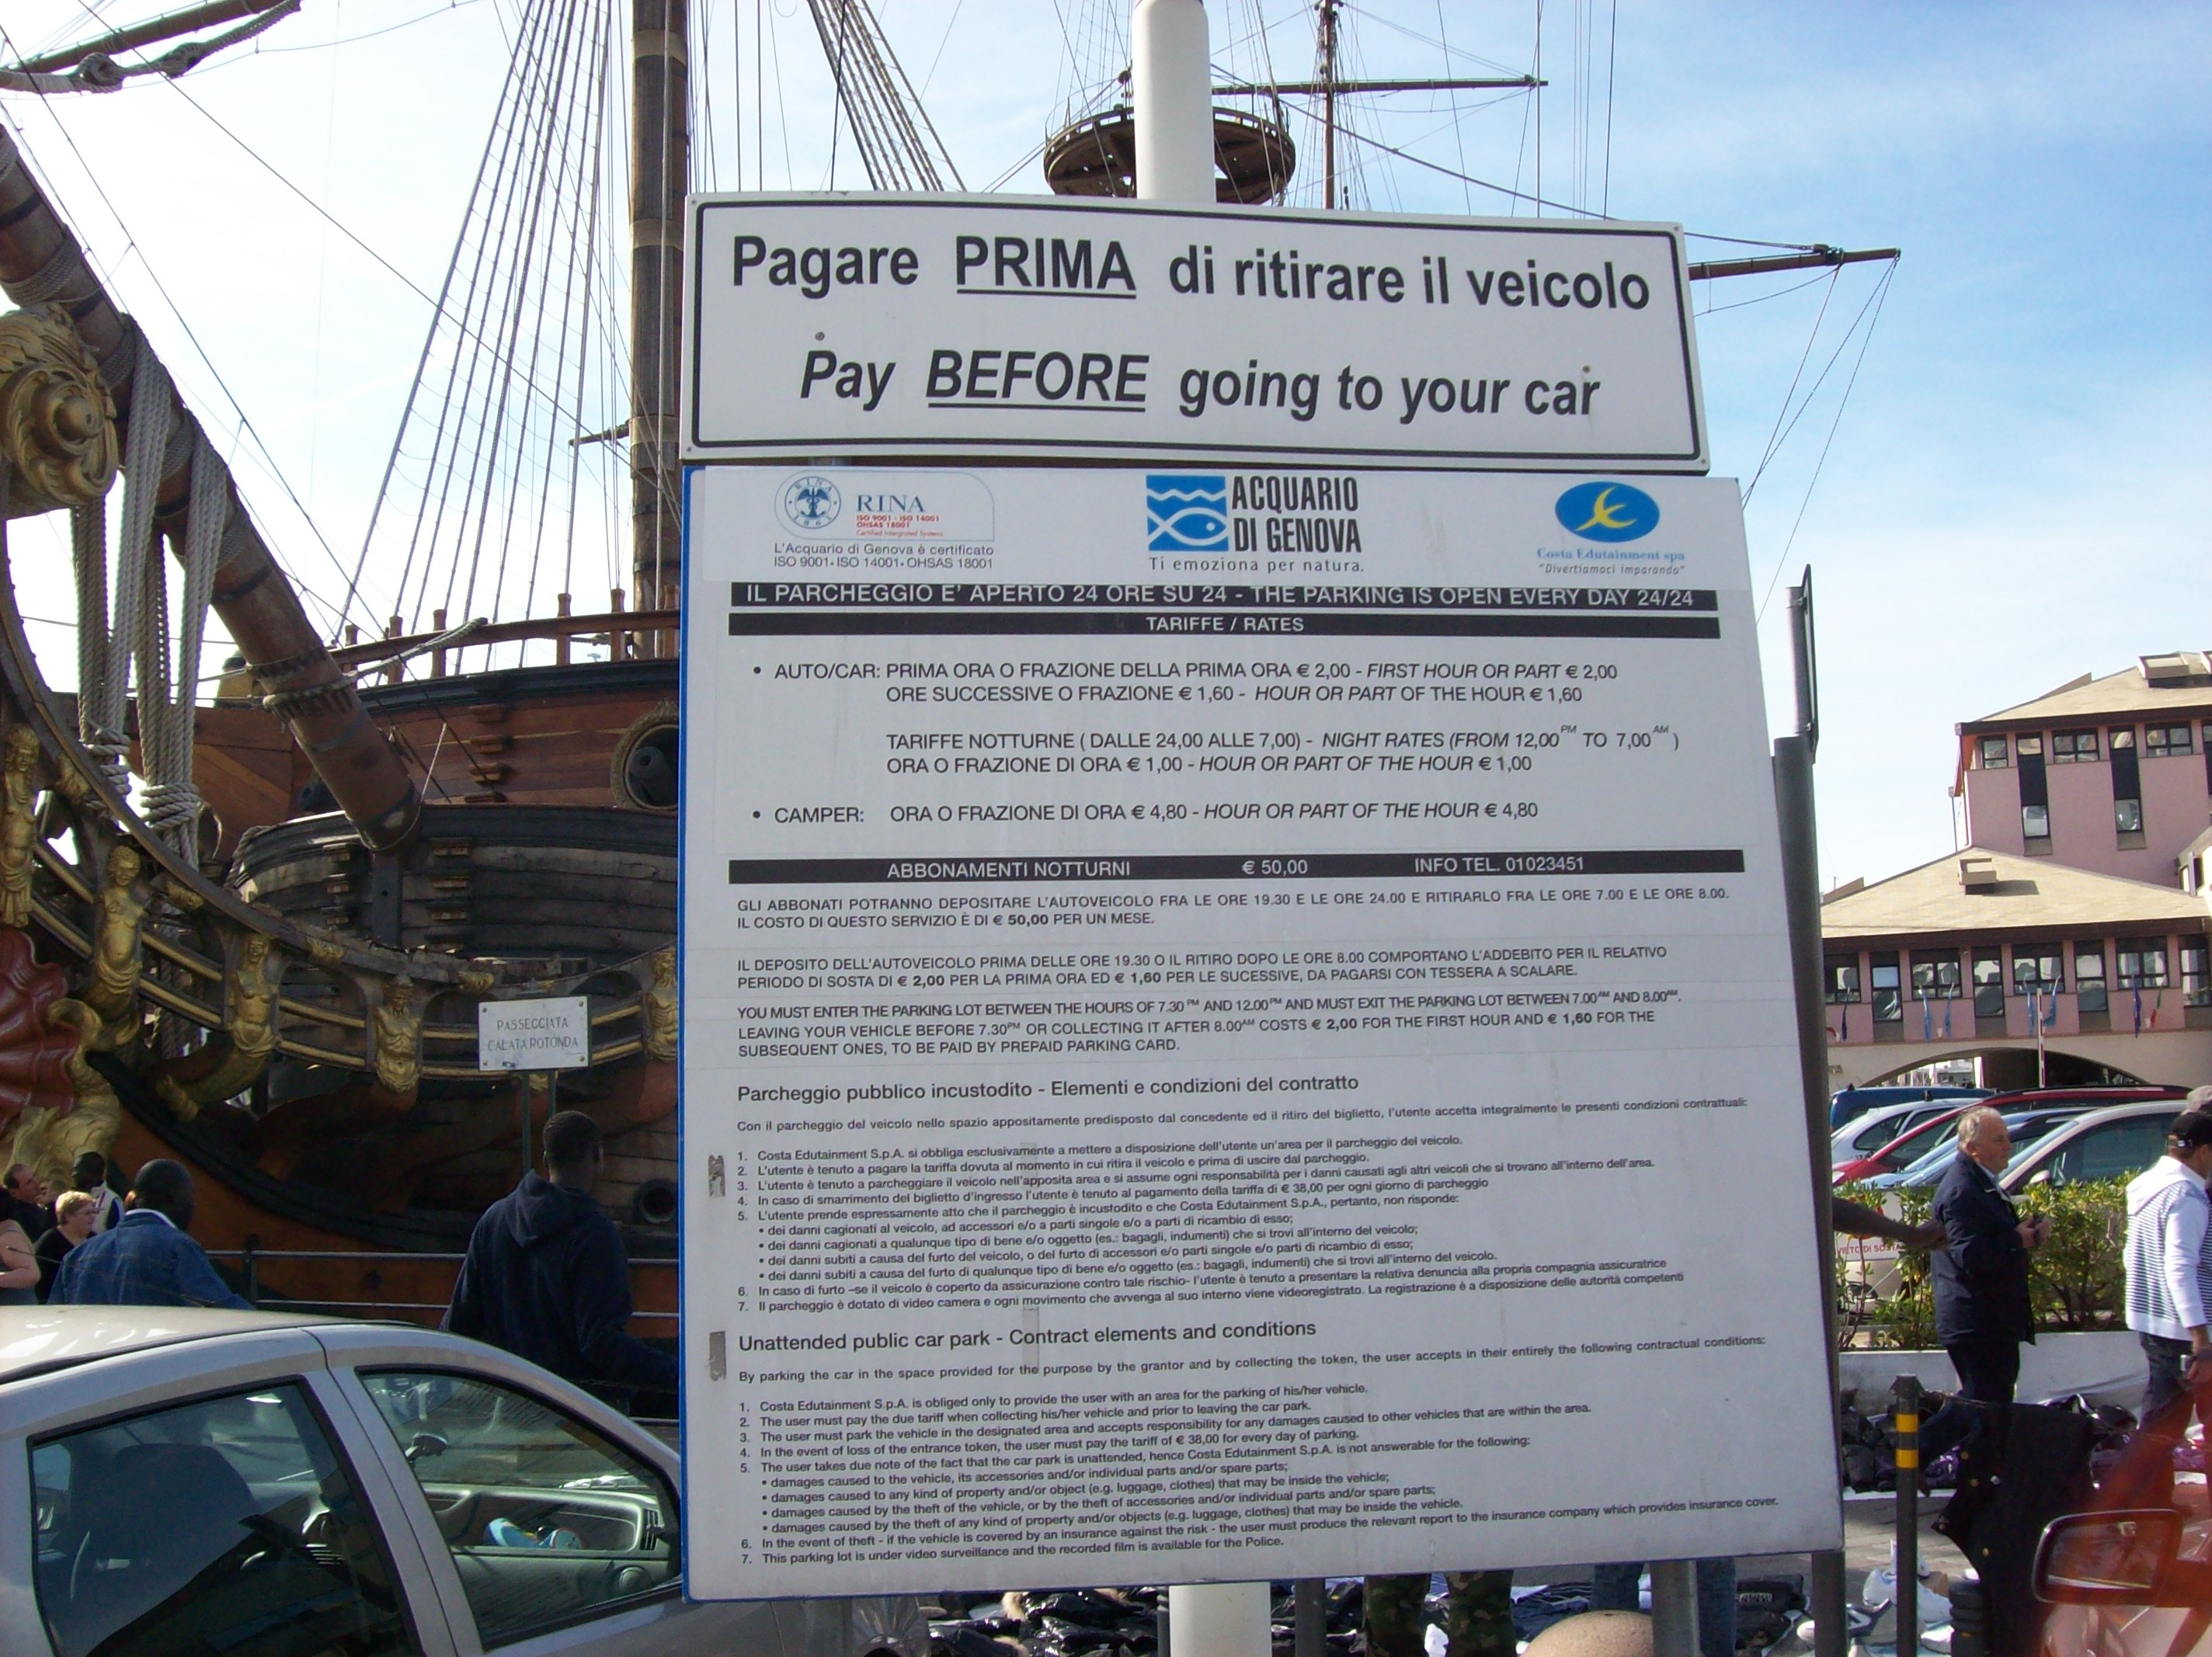 Pagare PRIMA di ritirare il veicolo
Pay BEFORE going to your car
RINA
1861
RINA
ISO 9001 - ISO 14001
OHSAS 18001
Certified Intergrated Systems
L'Acquario di Genova è certificato
ISO 9001• ISO 14001• OHSAS 18001
ACQUARIO
DI GENOVA
Ti emoziona per natura.
Costa Edutainment spa
"Divertiamoci imparando"
IL PARCHEGGIO E' APERTO 24 ORE SU 24 - THE PARKING IS OPEN EVERY DAY 24/24
TARIFFE / RATES
• AUTO/CAR: PRIMA ORA O FRAZIONE DELLA PRIMA ORA € 2,00 - FIRST HOUR OR PART € 2,00
ORE SUCCESSIVE O FRAZIONE € 1,60 - HOUR OR PART OF THE HOUR € 1,60
TARIFFE NOTTURNE ( DALLE 24,00 ALLE 7,00) - NIGHT RATES (FROM 12,00 PM TO 7,00 AM )
ORA O FRAZIONE DI ORA € 1,00 - HOUR OR PART OF THE HOUR € 1,00
• CAMPER: ORA O FRAZIONE DI ORA € 4,80 - HOUR OR PART OF THE HOUR € 4,80
ABBONAMENTI NOTTURNI € 50,00 INFO TEL. 01023451
GLI ABBONATI POTRANNO DEPOSITARE L'AUTOVEICOLO FRA LE ORE 19.30 E LE ORE 24.00 E RITIRARLO FRA LE ORE 7.00 E LE ORE 8.00.
IL COSTO DI QUESTO SERVIZIO È DI € 50,00 PER UN MESE.
IL DEPOSITO DELL'AUTOVEICOLO PRIMA DELLE ORE 19.30 O IL RITIRO DOPO LE ORE 8.00 COMPORTANO L'ADDEBITO PER IL RELATIVO
PERIODO DI SOSTA DI € 2,00 PER LA PRIMA ORA ED € 1,60 PER LE SUCESSIVE, DA PAGARSI CON TESSERA A SCALARE.
YOU MUST ENTER THE PARKING LOT BETWEEN THE HOURS OF 7.30 PM AND 12.00 PM AND MUST EXIT THE PARKING LOT BETWEEN 7.00 AM AND 8.00 AM.
LEAVING YOUR VEHICLE BEFORE 7.30 PM OR COLLECTING IT AFTER 8.00 AM COSTS € 2,00 FOR THE FIRST HOUR AND € 1,60 FOR THE
SUBSEQUENT ONES, TO BE PAID BY PREPAID PARKING CARD.
Parcheggio pubblico incustodito - Elementi e condizioni del contratto
Con il parcheggio del veicolo nello spazio appositamente predisposto dal concedente ed il ritiro del biglietto, l'utente accetta integralmente le presenti condizioni contrattuali:
1. Costa Edutainment S.p.A. si obbliga esclusivamente a mettere a disposizione dell'utente un'area per il parcheggio del veicolo.
2. L'utente è tenuto a pagare la tariffa dovuta al momento in cui ritira il veicolo e prima di uscire dal parcheggio.
3. L'utente è tenuto a parcheggiare il veicolo nell'apposita area e si assume ogni responsabilità per i danni causati agli altri veicoli che si trovano all'interno dell'area.
4. In caso di smarrimento del biglietto d'ingresso l'utente è tenuto al pagamento della tariffa di € 38,00 per ogni giorno di parcheggio
5. L'utente prende espressamente atto che il parcheggio è incustodito e che Costa Edutainment S.p.A., pertanto, non risponde:
• dei danni cagionati al veicolo, ad accessori e/o a parti singole e/o a parti di ricambio di esso;
• dei danni cagionati a qualunque tipo di bene e/o oggetto (es.: bagagli, indumenti) che si trovi all'interno del veicolo;
• dei danni subiti a causa del furto del veicolo, o del furto di accessori e/o parti singole e/o parti di ricambio di esso;
• dei danni subiti a causa del furto di qualunque tipo di bene e/o oggetto (es.: bagagli, indumenti) che si trovi all'interno del veicolo.
6. In caso di furto –se il veicolo è coperto da assicurazione contro tale rischio- l'utente è tenuto a presentare la relativa denuncia alla propria compagnia assicuratrice
7. Il parcheggio è dotato di video camera e ogni movimento che avvenga al suo interno viene videoregistrato. La registrazione è a disposizione delle autorità competenti
Unattended public car park - Contract elements and conditions
By parking the car in the space provided for the purpose by the grantor and by collecting the token, the user accepts in their entirely the following contractual conditions:
1. Costa Edutainment S.p.A. is obliged only to provide the user with an area for the parking of his/her vehicle.
2. The user must pay the due tariff when collecting his/her vehicle and prior to leaving the car park.
3. The user must park the vehicle in the designated area and accepts responsibility for any damages caused to other vehicles that are within the area.
4. In the event of loss of the entrance token, the user must pay the tariff of € 38,00 for every day of parking.
5. The user takes due note of the fact that the car park is unattended, hence Costa Edutainment S.p.A. is not answerable for the following:
• damages caused to the vehicle, its accessories and/or individual parts and/or spare parts;
• damages caused to any kind of property and/or object (e.g. luggage, clothes) that may be inside the vehicle;
• damages caused by the theft of the vehicle, or by the theft of accessories and/or individual parts and/or spare parts;
• damages caused by the theft of any kind of property and/or objects (e.g. luggage, clothes) that may be inside the vehicle.
6. In the event of theft - if the vehicle is covered by an insurance against the risk - the user must produce the relevant report to the insurance company which provides insurance cover.
7. This parking lot is under video surveillance and the recorded film is available for the Police.
PASSEGGIATA
CALATA ROTONDA
DI SOSTA